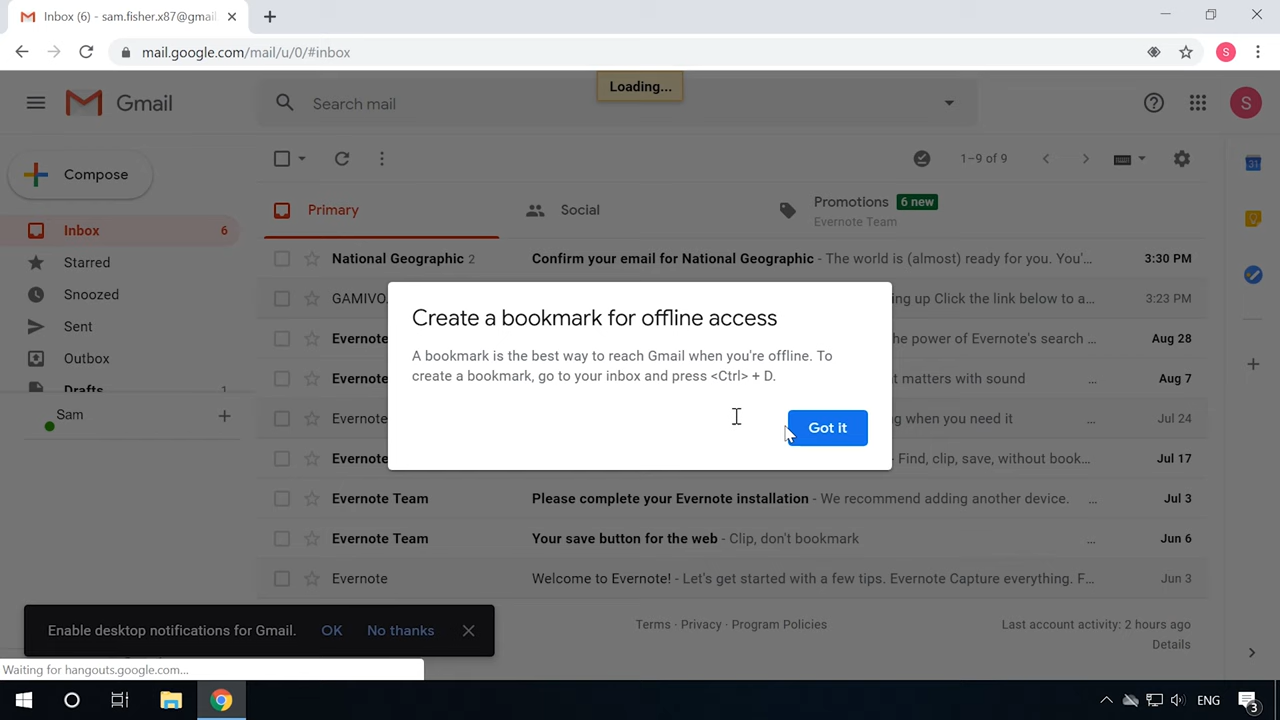 Inbox (6) - sam.fisher.x87@gmai
mail.google.com/mail/u/0/#inbox
S
Loading...
Gmail
Search mail
S
Compose
1–9 of 9
Primary
Social
Promotions 6 new
Evernote Team
Inbox 6
Starred
Snoozed
Sent
Outbox
Drafts 1
Sam
National Geographic 2 Confirm your email for National Geographic - The world is (almost) ready for you. You'... 3:30 PM
GAMIVO. ing up Click the link below to a... 3:23 PM
Evernote he power of Evernote's search ... Aug 28
Evernote t matters with sound ... Aug 7
Evernote g when you need it ... Jul 24
Evernote - Find, clip, save, without book... Jul 17
Evernote Team Please complete your Evernote installation - We recommend adding another device. ... Jul 3
Evernote Team Your save button for the web - Clip, don't bookmark ... Jun 6
Evernote Welcome to Evernote! - Let's get started with a few tips. Evernote Capture everything. F... Jun 3
Create a bookmark for offline access
A bookmark is the best way to reach Gmail when you're offline. To
create a bookmark, go to your inbox and press <Ctrl> + D.
Got it
Enable desktop notifications for Gmail. OK No thanks
Terms · Privacy · Program Policies
Last account activity: 2 hours ago
Details
Waiting for hangouts.google.com...
ENG
3